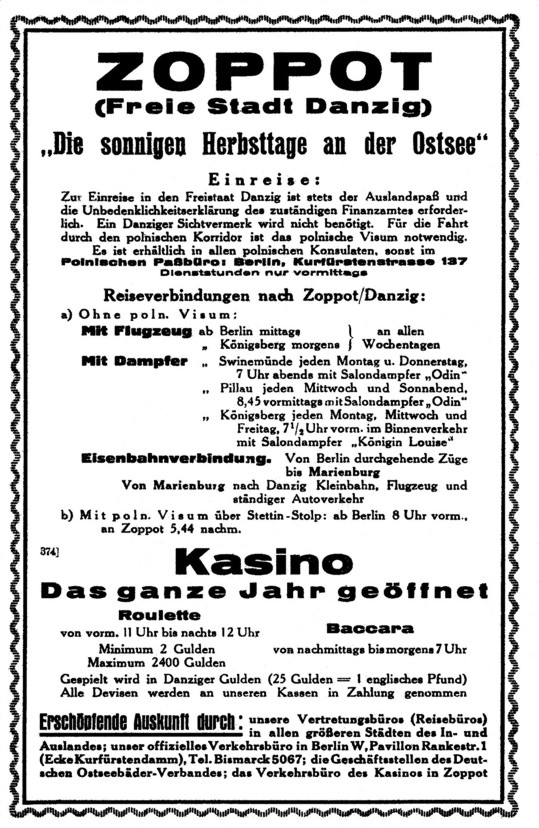 ZOPPOT
(Freie Stadt Danzig)
„Die sonnigen Herbsttage an der Ostsee“
Einreise:
Zur Einreise in den Freistaat Danzig ist stets der Auslandspaß und
die Unbedenklichkeitserklärung des zuständigen Finanzamtes erforder-
lich. Ein Danziger Sichtvermerk wird nicht benötigt. Für die Fahrt
durch den polnischen Korridor ist das polnische Visum notwendig.
Es ist erhältlich in allen polnischen Konsulaten, sonst im
Polnischen Paßbüro: Berlin, Kurfürstenstrasse 137
Dienststunden nur vormittags
Reiseverbindungen nach Zoppot/Danzig:
a) Ohne poln. Visum:
Mit Flugzeug ab Berlin mittags } an allen
„ Königsberg morgens } Wochentagen
Mit Dampfer „ Swinemünde jeden Montag u. Donnerstag,
7 Uhr abends mit Salondampfer „Odin“
„ Pillau jeden Mittwoch und Sonnabend,
8,45 vormittags mit Salondampfer „Odin“
„ Königsberg jeden Montag, Mittwoch und
Freitag, 7 1/2 Uhr vorm. im Binnenverkehr
mit Salondampfer „Königin Louise“
Eisenbahnverbindung. Von Berlin durchgehende Züge
bis Marienburg
Von Marienburg nach Danzig Kleinbahn, Flugzeug und
ständiger Autoverkehr
b) Mit poln. Visum über Stettin-Stolp: ab Berlin 8 Uhr vorm.,
an Zoppot 5,44 nachm.
374]
Kasino
Das ganze Jahr geöffnet
Roulette
von vorm. 11 Uhr bis nachts 12 Uhr
Minimum 2 Gulden
Maximum 2400 Gulden
Baccara
von nachmittags bis morgens 7 Uhr
Gespielt wird in Danziger Gulden (25 Gulden = 1 englisches Pfund)
Alle Devisen werden an unseren Kassen in Zahlung genommen
Erschöpfende Auskunft durch: unsere Vertretungsbüros (Reisebüros)
in allen größeren Städten des In- und
Auslandes; unser offizielles Verkehrsbüro in Berlin W, Pavillon Rankestr. 1
(Ecke Kurfürstendamm), Tel. Bismarck 5067; die Geschäftsstellen des Deut-
schen Ostseebäder-Verbandes; das Verkehrsbüro des Kasinos in Zoppot